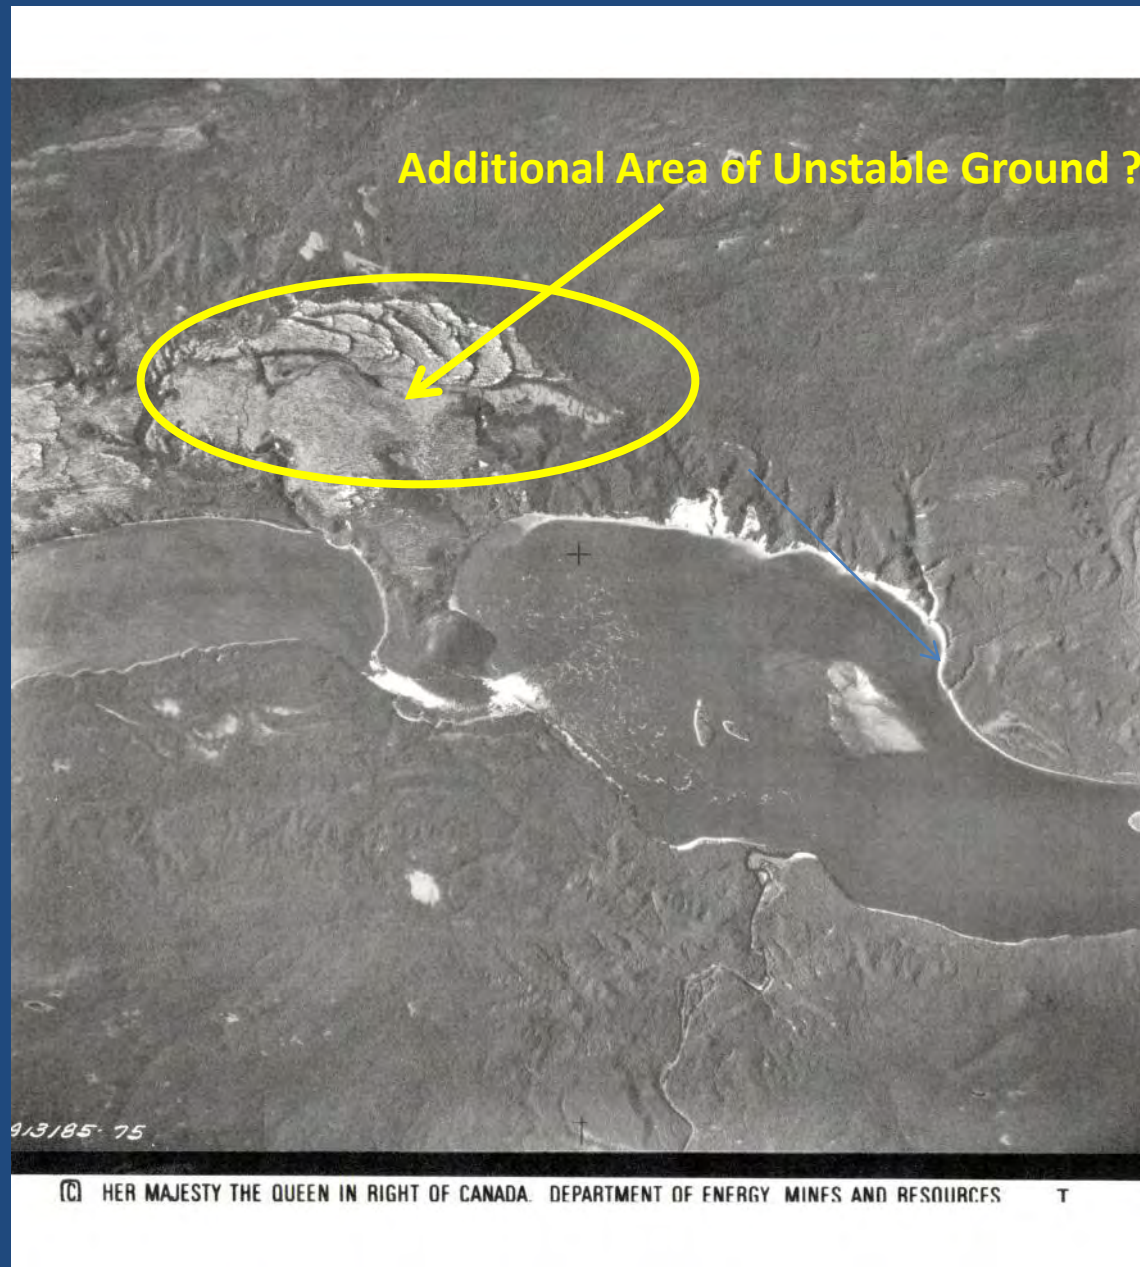 Additional Area of Unstable Ground ?
A13185-75
(C) HER MAJESTY THE QUEEN IN RIGHT OF CANADA. DEPARTMENT OF ENERGY MINES AND RESOURCES T